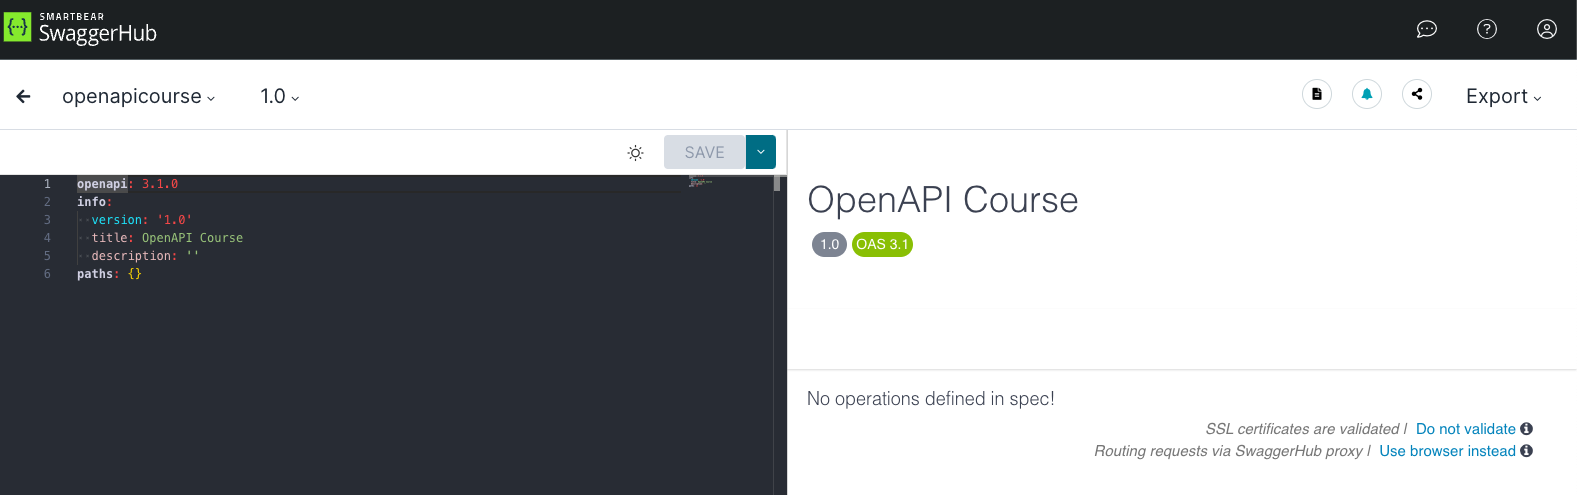 SMARTBEAR
SwaggerHub
openapicourse
1.0
Export
SAVE
1 openapi: 3.1.0
2 info:
3 version: '1.0'
4 title: OpenAPI Course
5 description: ''
6 paths: {}
OpenAPI Course
1.0 OAS 3.1
No operations defined in spec!
SSL certificates are validated | Do not validate
Routing requests via SwaggerHub proxy | Use browser instead